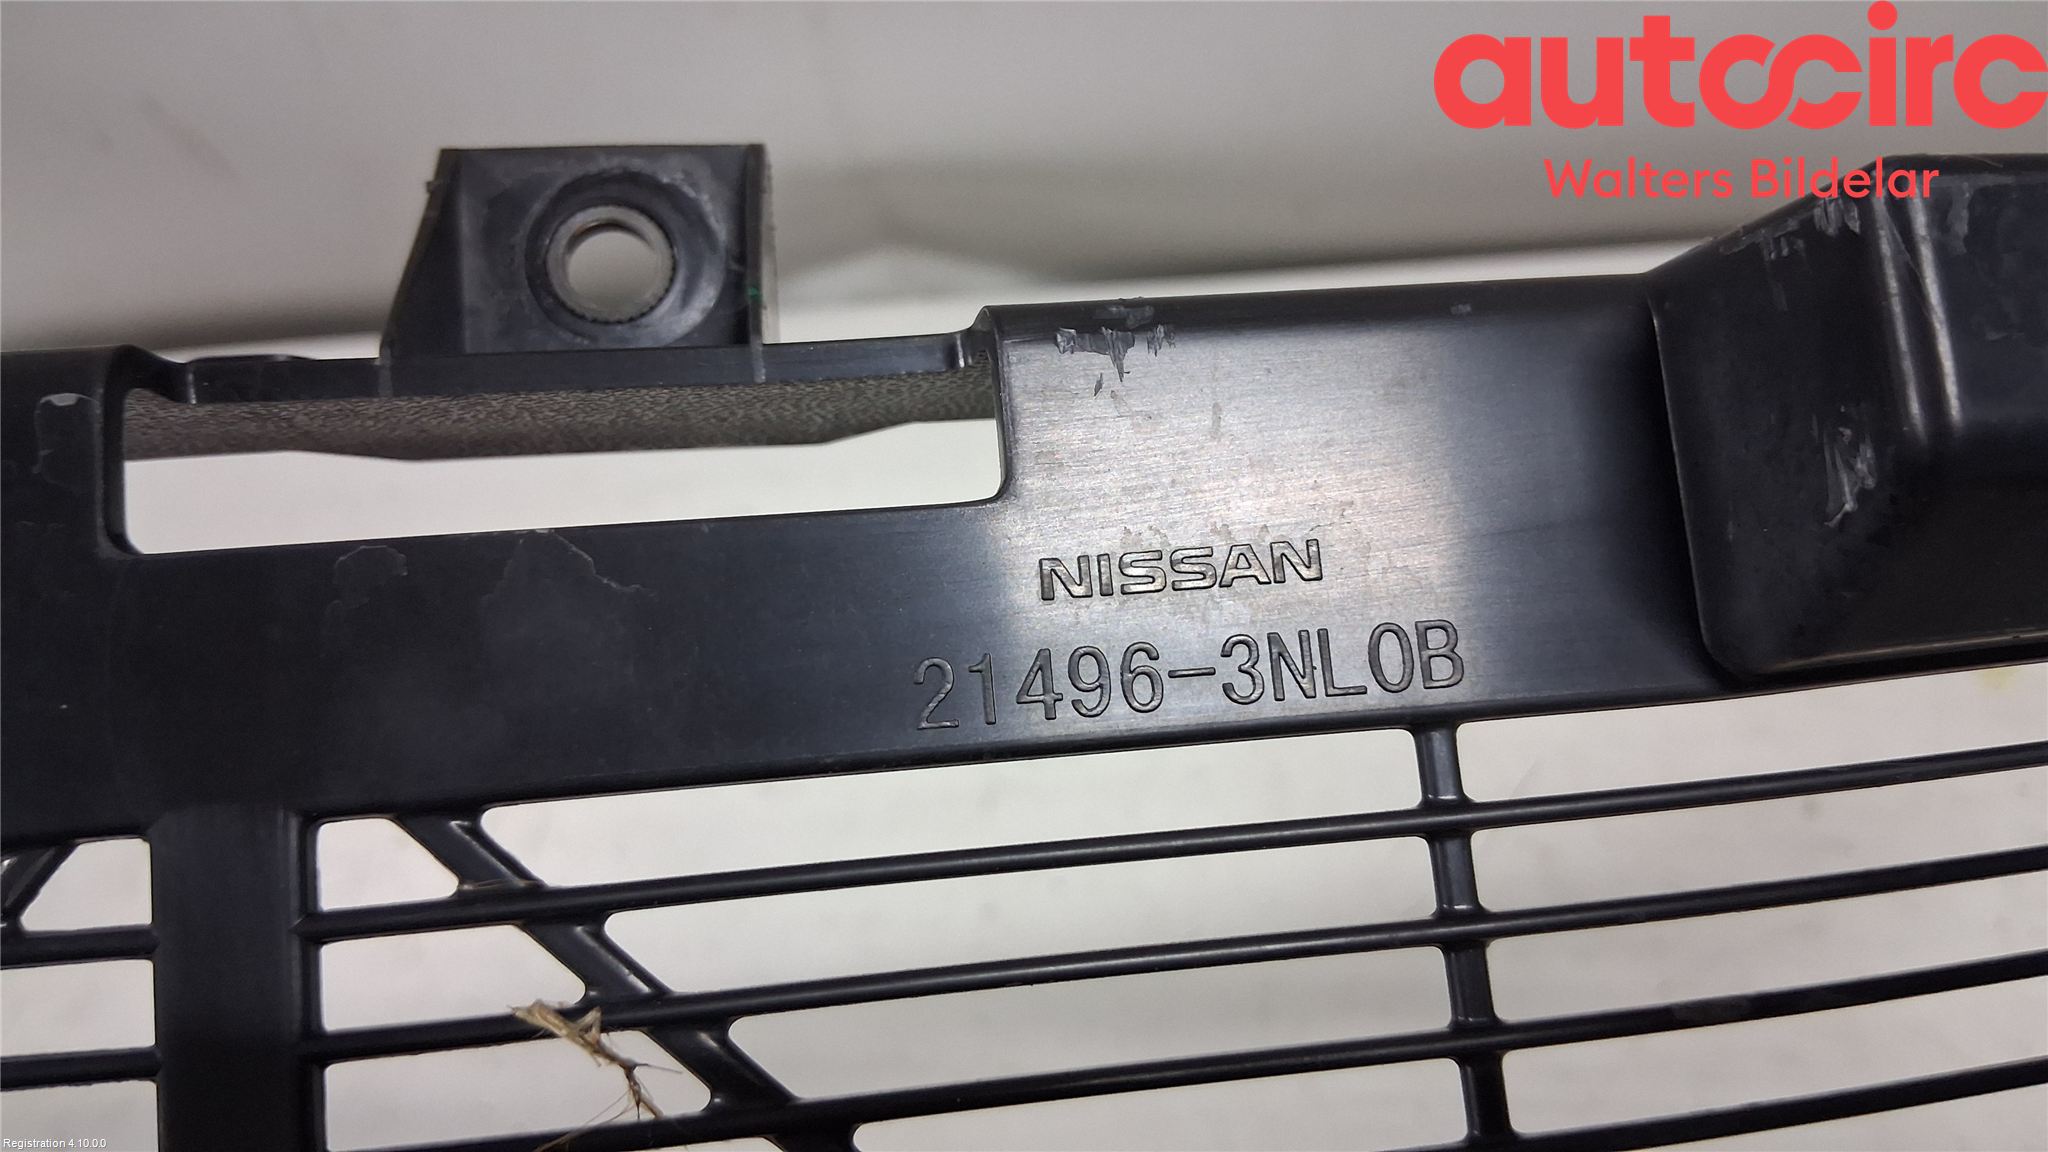 autocirc
Walters Bildelar
NISSAN
21496-3NL0B
Registration 4.10.0.0